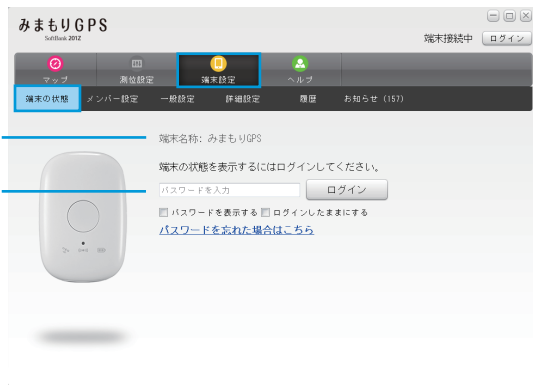 みまもりGPS
SoftBank 201Z
端末接続中 ログイン
マップ 測位設定 端末設定 ヘルプ
端末の状態 メンバー設定 一般設定 詳細設定 履歴 お知らせ (157)
端末名称: みまもりGPS
端末の状態を表示するにはログインしてください。
パスワードを入力 ログイン
パスワードを表示する ログインしたままにする
パスワードを忘れた場合はこちら